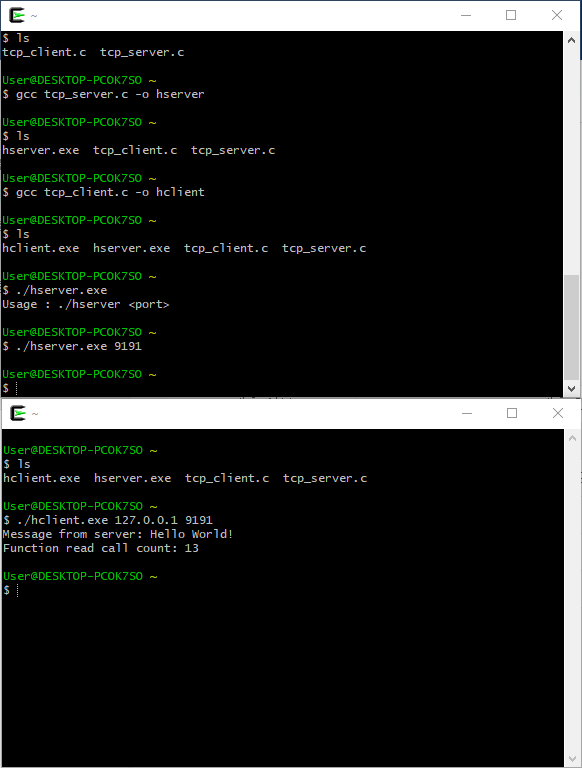 ~
$ ls
tcp_client.c  tcp_server.c
User@DESKTOP-PCOK7SO ~
$ gcc tcp_server.c -o hserver
User@DESKTOP-PCOK7SO ~
$ ls
hserver.exe  tcp_client.c  tcp_server.c
User@DESKTOP-PCOK7SO ~
$ gcc tcp_client.c -o hclient
User@DESKTOP-PCOK7SO ~
$ ls
hclient.exe  hserver.exe  tcp_client.c  tcp_server.c
User@DESKTOP-PCOK7SO ~
$ ./hserver.exe
Usage : ./hserver <port>
User@DESKTOP-PCOK7SO ~
$ ./hserver.exe 9191
User@DESKTOP-PCOK7SO ~
$
~
User@DESKTOP-PCOK7SO ~
$ ls
hclient.exe  hserver.exe  tcp_client.c  tcp_server.c
User@DESKTOP-PCOK7SO ~
$ ./hclient.exe 127.0.0.1 9191
Message from server: Hello World!
Function read call count: 13
User@DESKTOP-PCOK7SO ~
$